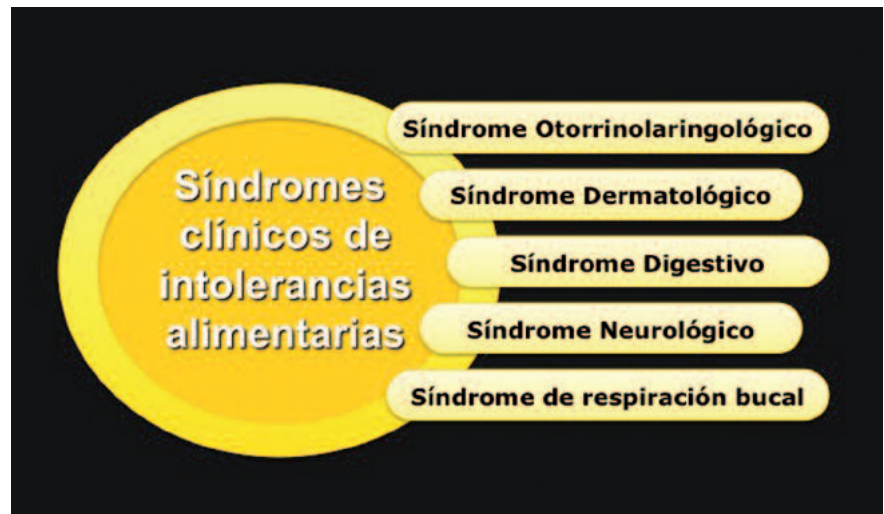 Síndromes
clínicos de
intolerancias
alimentarias
Síndrome Otorrinolaringológico
Síndrome Dermatológico
Síndrome Digestivo
Síndrome Neurológico
Síndrome de respiración bucal